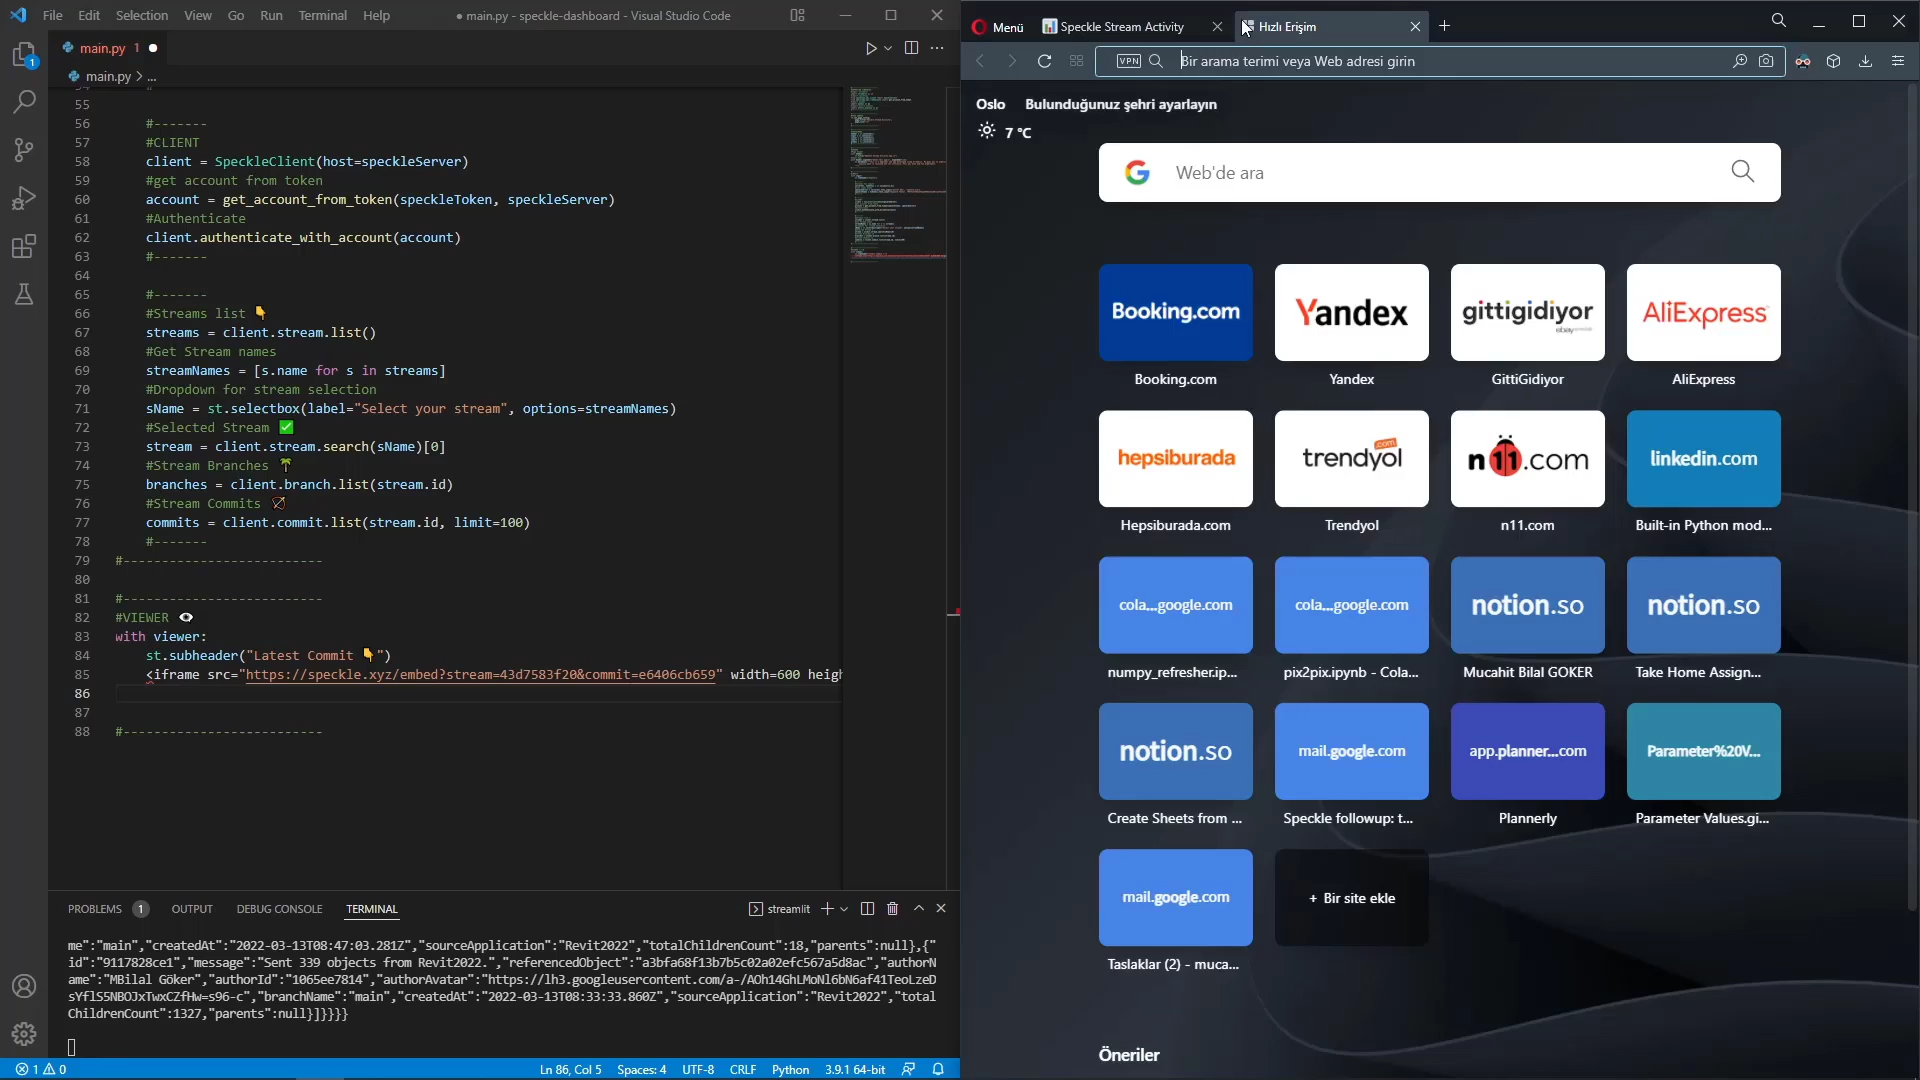 File Edit Selection View Go Run Terminal Help
● main.py - speckle-dashboard - Visual Studio Code
main.py 1
main.py > ...
55
56 #-------
57 #CLIENT
58 client = SpeckleClient(host=speckleServer)
59 #get account from token
60 account = get_account_from_token(speckleToken, speckleServer)
61 #Authenticate
62 client.authenticate_with_account(account)
63 #-------
64
65 #-------
66 #Streams list 👇
67 streams = client.stream.list()
68 #Get Stream names
69 streamNames = [s.name for s in streams]
70 #Dropdown for stream selection
71 sName = st.selectbox(label="Select your stream", options=streamNames)
72 #Selected Stream ✅
73 stream = client.stream.search(sName)[0]
74 #Stream Branches 🌴
75 branches = client.branch.list(stream.id)
76 #Stream Commits 🏹
77 commits = client.commit.list(stream.id, limit=100)
78 #-------
79 #--------------------------
80
81 #--------------------------
82 #VIEWER 👁
83 with viewer:
84 st.subheader("Latest Commit 👇")
85 <iframe src="https://speckle.xyz/embed?stream=43d7583f20&commit=e6406cb659" width=600 heigh
86
87
88 #--------------------------
PROBLEMS 1 OUTPUT DEBUG CONSOLE TERMINAL
streamlit
me":"main","createdAt":"2022-03-13T08:47:03.281Z","sourceApplication":"Revit2022","totalChildrenCount":18,"parents":null},{"
id":"9117828ce1","message":"Sent 339 objects from Revit2022.","referencedObject":"a3bfa68f13b7b5c02a02efc567a5d8ac","authorN
ame":"MBilal Göker","authorId":"1065ee7814","authorAvatar":"https://lh3.googleusercontent.com/a-/AOh14GhLMoNl6bN6af41TeoLzeD
sYflS5NBOJxTwxCZfHw=s96-c","branchName":"main","createdAt":"2022-03-13T08:33:33.860Z","sourceApplication":"Revit2022","total
ChildrenCount":1327,"parents":null}]}}}}
1 0
Ln 86, Col 5 Spaces: 4 UTF-8 CRLF Python 3.9.1 64-bit
Menü
Speckle Stream Activity
Hızlı Erişim
VPN
Bir arama terimi veya Web adresi girin
Oslo Bulunduğunuz şehri ayarlayın
7 °C
Web'de ara
Booking.com
Yandex
gittigidiyor
ebay
AliExpress
Booking.com
Yandex
GittiGidiyor
AliExpress
hepsiburada
trendyol
.com
n11.com
linkedin.com
Hepsiburada.com
Trendyol
n11.com
Built-in Python mod...
cola...google.com
cola...google.com
notion.so
notion.so
numpy_refresher.ip...
pix2pix.ipynb - Cola...
Mucahit Bilal GOKER
Take Home Assign...
notion.so
mail.google.com
app.planner...com
Parameter%20V...
Create Sheets from ...
Speckle followup: t...
Plannerly
Parameter Values.gi...
mail.google.com
+ Bir site ekle
Taslaklar (2) - muca...
Öneriler